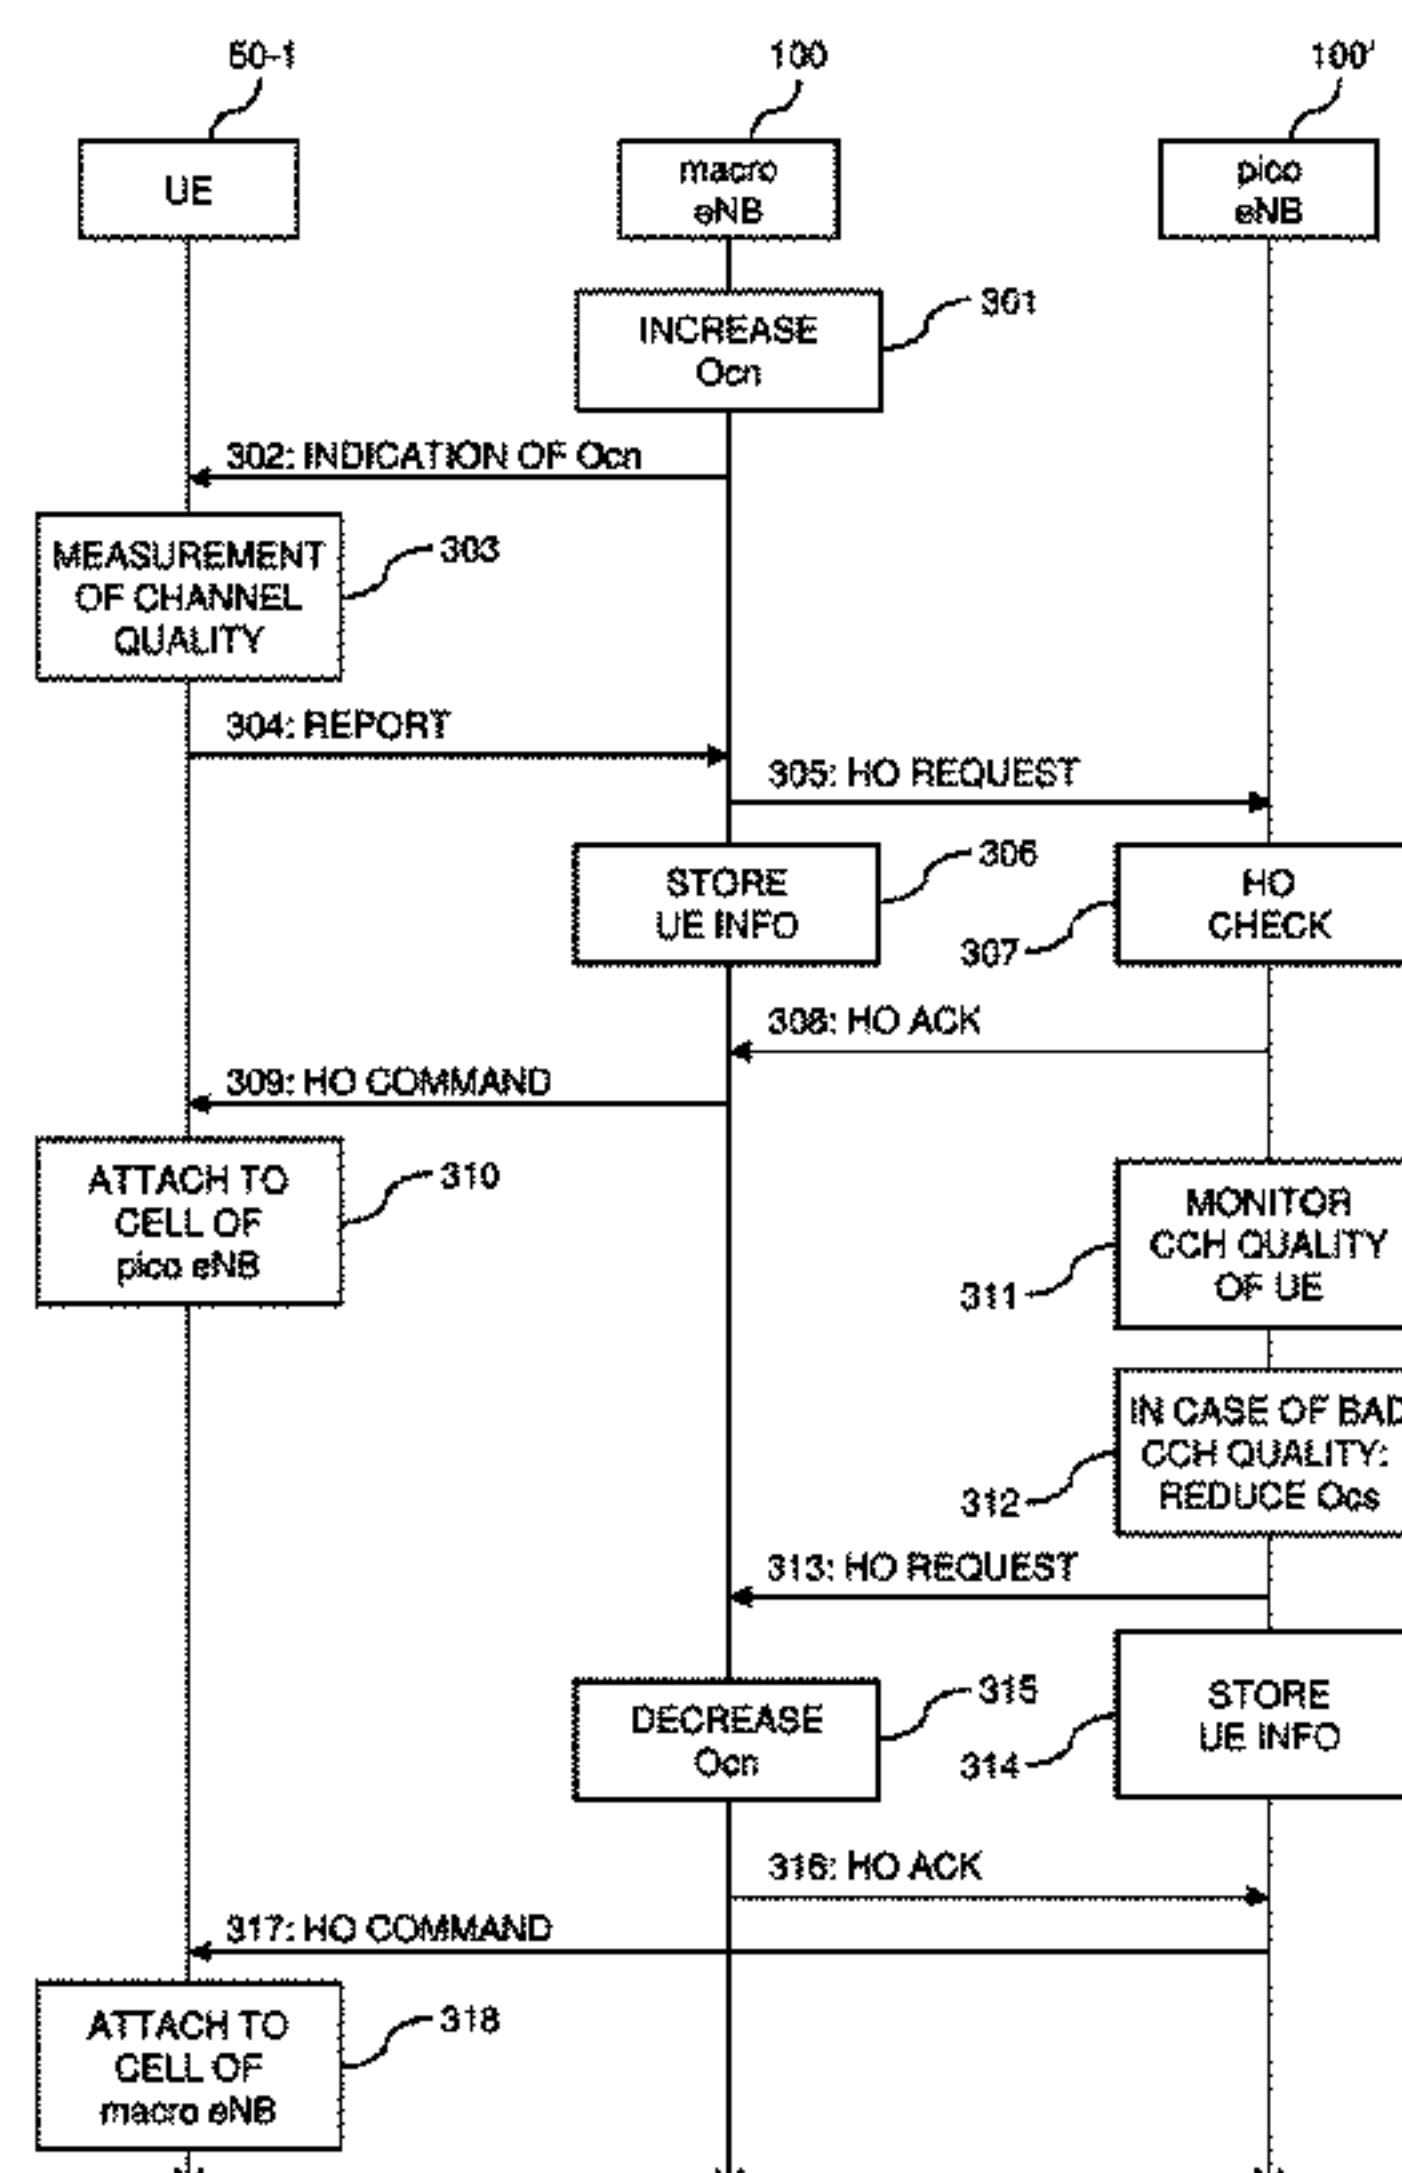 50-1
100
100'
UE
macro
eNB
pico
eNB
301
INCREASE
Ocn
302: INDICATION OF Ocn
303
MEASUREMENT
OF CHANNEL
QUALITY
304: REPORT
305: HO REQUEST
306
STORE
UE INFO
HO
CHECK
307
308: HO ACK
309: HO COMMAND
310
ATTACH TO
CELL OF
pico eNB
MONITOR
CCH QUALITY
OF UE
311
IN CASE OF BAD
CCH QUALITY:
REDUCE Ocs
312
313: HO REQUEST
315
DECREASE
Ocn
STORE
UE INFO
314
316: HO ACK
317: HO COMMAND
318
ATTACH TO
CELL OF
macro eNB